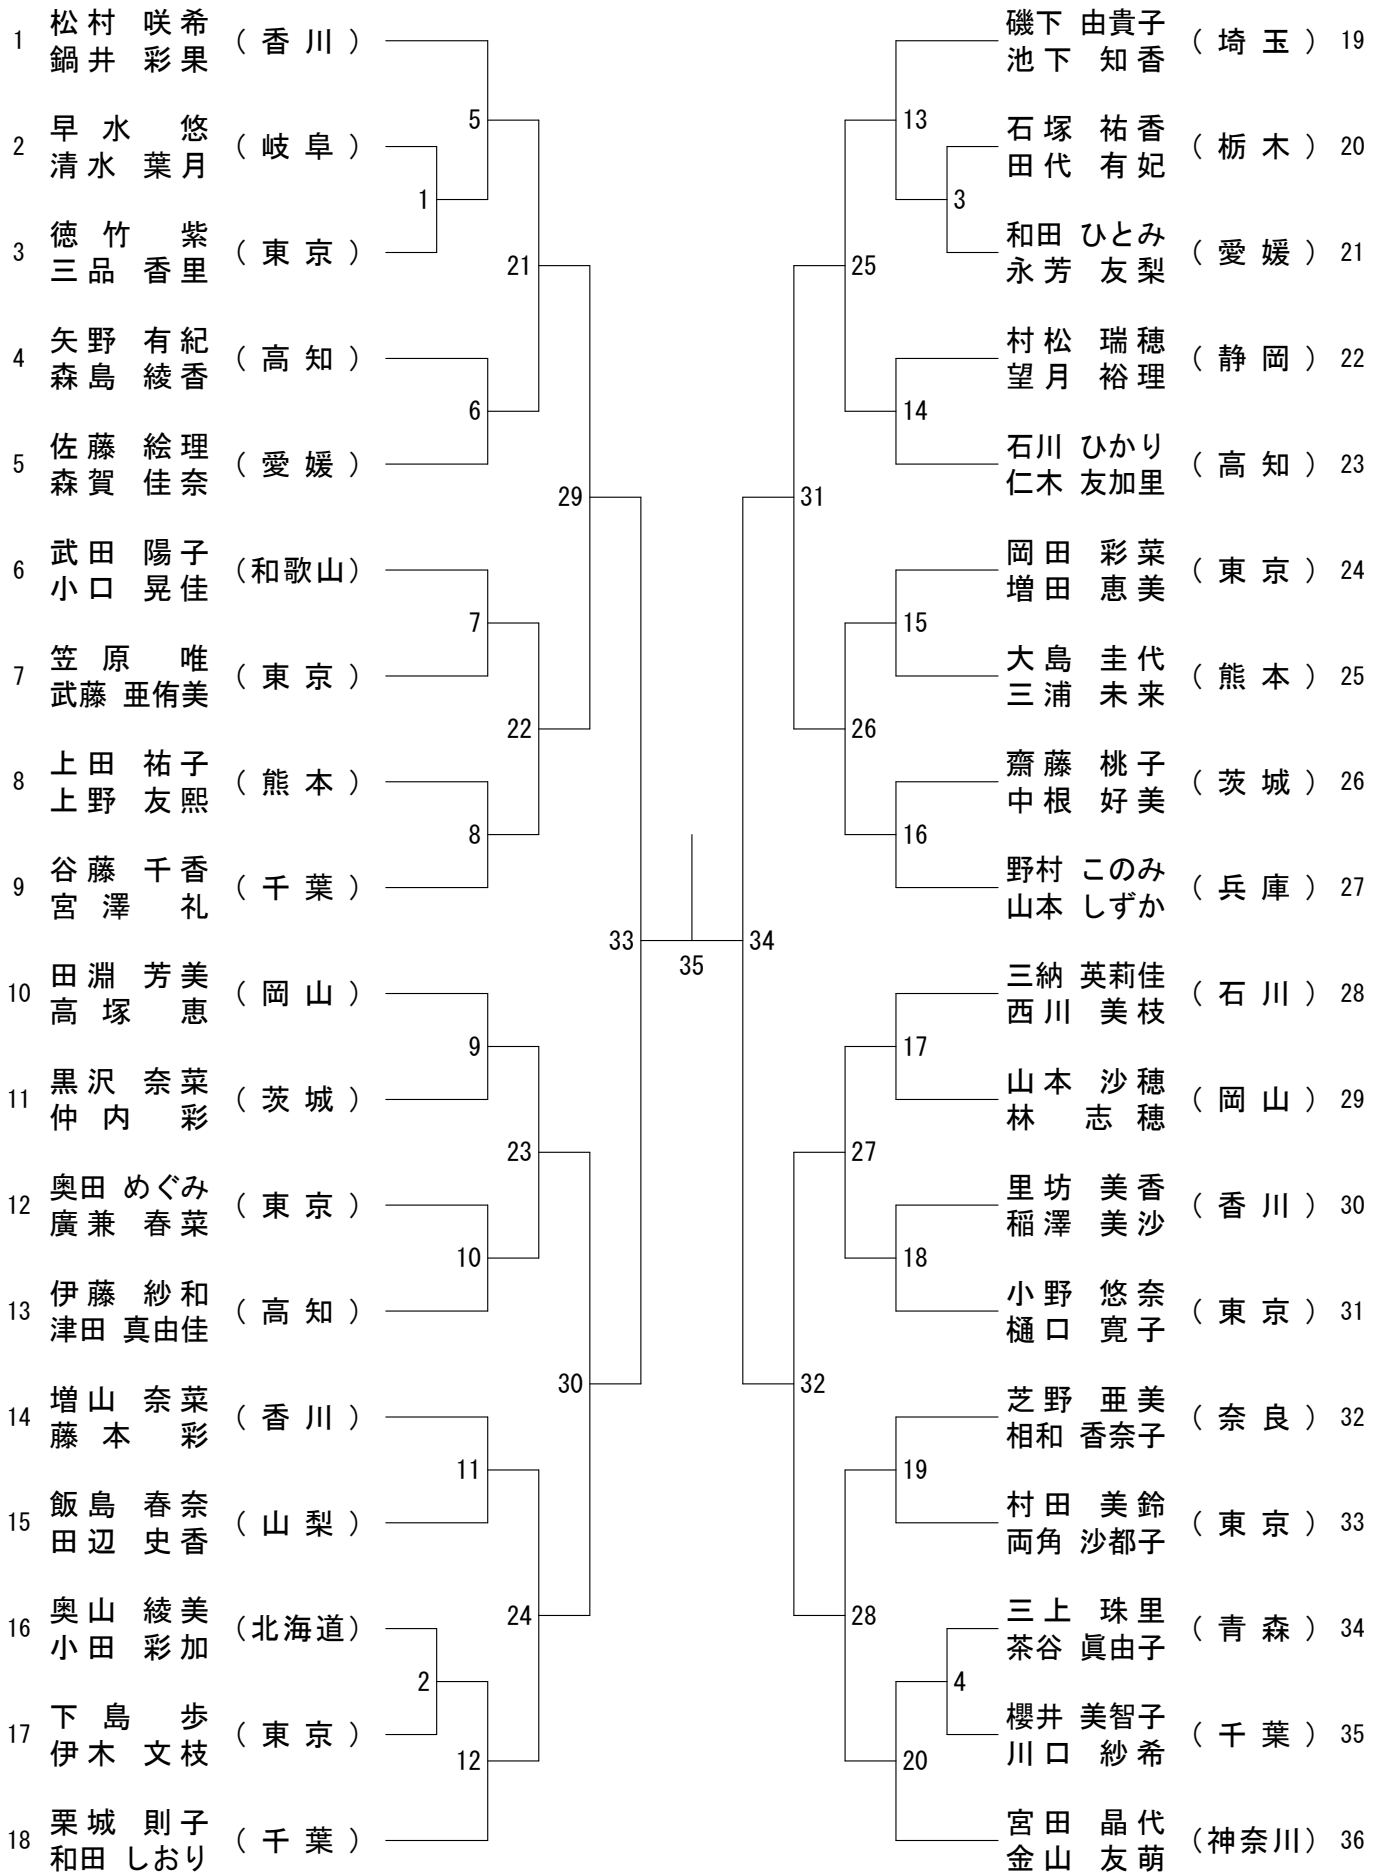 1 松村 咲希 (香川)
鍋井 彩果
2 早水 悠 (岐阜)
清水 葉月
3 徳竹 紫 (東京)
三品 香里
4 矢野 有紀 (高知)
森島 綾香
5 佐藤 絵理 (愛媛)
森賀 佳奈
6 武田 陽子 (和歌山)
小口 晃佳
7 笠原 唯 (東京)
武藤 亜侑美
8 上田 祐子 (熊本)
上野 友熙
9 谷藤 千香 (千葉)
宮澤 礼
10 田淵 芳美 (岡山)
高塚 恵
11 黒沢 奈菜 (茨城)
仲内 彩
12 奥田 めぐみ (東京)
廣兼 春菜
13 伊藤 紗和 (高知)
津田 真由佳
14 増山 奈菜 (香川)
藤本 彩
15 飯島 春奈 (山梨)
田辺 史香
16 奥山 綾美 (北海道)
小田 彩加
17 下島 歩 (東京)
伊木 文枝
18 栗城 則子 (千葉)
和田 しおり
1
2
5
6
7
8
9
10
11
12
21
22
23
24
29
30
33
35
34
31
32
25
26
27
28
13
14
15
16
17
18
19
20
3
4
磯下 由貴子 (埼玉) 19
池下 知香
石塚 祐香 (栃木) 20
田代 有妃
和田 ひとみ (愛媛) 21
永芳 友梨
村松 瑞穂 (静岡) 22
望月 裕理
石川 ひかり (高知) 23
仁木 友加里
岡田 彩菜 (東京) 24
増田 恵美
大島 圭代 (熊本) 25
三浦 未来
齋藤 桃子 (茨城) 26
中根 好美
野村 このみ (兵庫) 27
山本 しずか
三納 英莉佳 (石川) 28
西川 美枝
山本 沙穂 (岡山) 29
林 志穂
里坊 美香 (香川) 30
稲澤 美沙
小野 悠奈 (東京) 31
樋口 寛子
芝野 亜美 (奈良) 32
相和 香奈子
村田 美鈴 (東京) 33
両角 沙都子
三上 珠里 (青森) 34
茶谷 眞由子
櫻井 美智子 (千葉) 35
川口 紗希
宮田 晶代 (神奈川) 36
金山 友萌